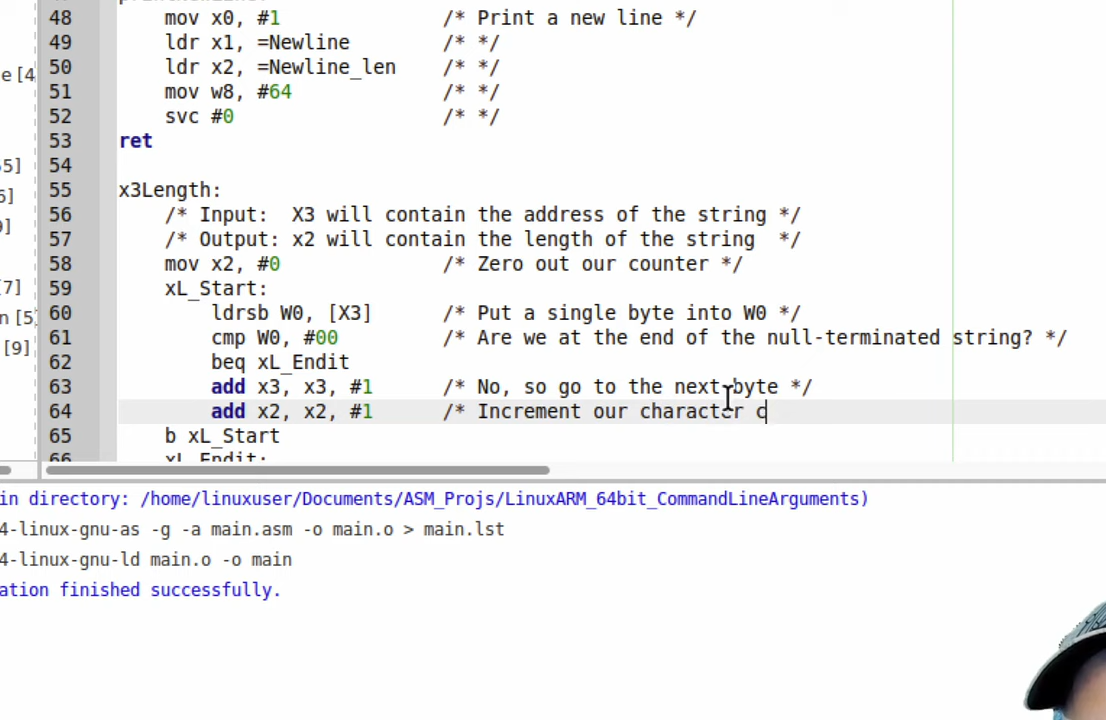 48 mov x0, #1 /* Print a new line */
e [4
49 ldr x1, =Newline /* */
50 ldr x2, =Newline_len /* */
51 mov w8, #64 /* */
52 svc #0 /* */
53 ret
54
55 x3Length:
56 /* Input:  X3 will contain the address of the string */
57 /* Output: x2 will contain the length of the string  */
58 mov x2, #0 /* Zero out our counter */
59 xL_Start:
60 ldrsb W0, [X3] /* Put a single byte into W0 */
61 cmp W0, #00 /* Are we at the end of the null-terminated string? */
62 beq xL_Endit
63 add x3, x3, #1 /* No, so go to the next byte */
64 add x2, x2, #1 /* Increment our character c
65 b xL_Start
66 xL_Endit:
[7]
n [5]
[9]
in directory: /home/linuxuser/Documents/ASM_Projs/LinuxARM_64bit_CommandLineArguments)
4-linux-gnu-as -g -a main.asm -o main.o > main.lst
4-linux-gnu-ld main.o -o main
ation finished successfully.